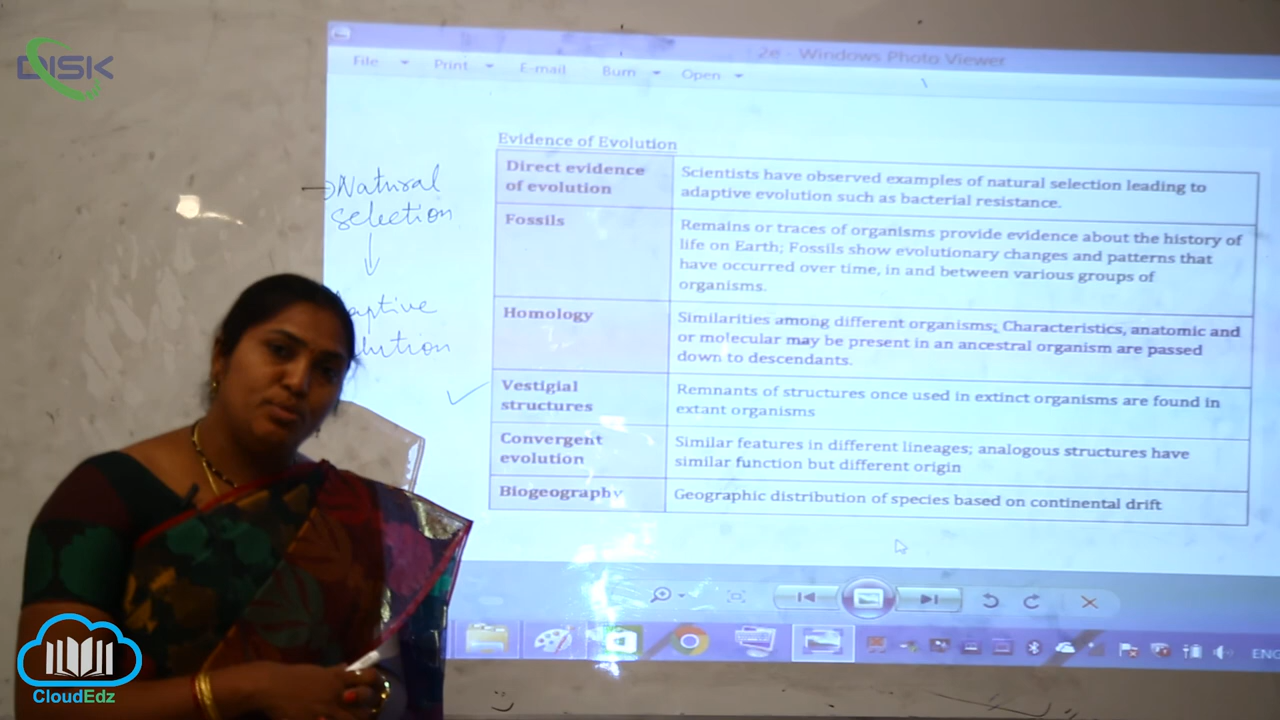 DISK
2e - Windows Photo Viewer
File Print E-mail Burn Open
Evidence of Evolution
Direct evidence
of evolution
Scientists have observed examples of natural selection leading to
adaptive evolution such as bacterial resistance.
Fossils
Remains or traces of organisms provide evidence about the history of
life on Earth; Fossils show evolutionary changes and patterns that
have occurred over time, in and between various groups of
organisms.
Homology
Similarities among different organisms; Characteristics, anatomic and
or molecular may be present in an ancestral organism are passed
down to descendants.
Vestigial
structures
Remnants of structures once used in extinct organisms are found in
extant organisms
Convergent
evolution
Similar features in different lineages; analogous structures have
similar function but different origin
Biogeography
Geographic distribution of species based on continental drift
Natural
selection
aptive
lution
ENG
CloudEdz